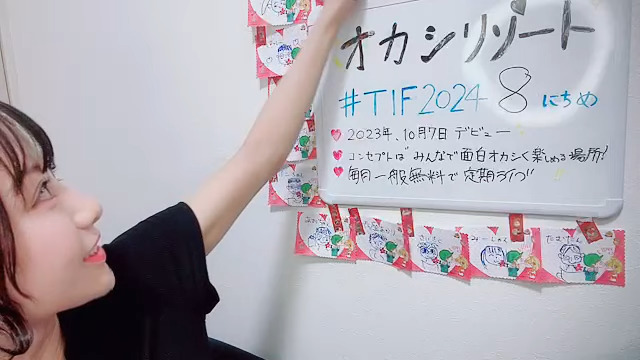 オカシリゾート
#TIF2024 8にちめ
2023年、10月7日 デビュー
コンセプトは"みんなで面白オカシく楽しめる場所!
毎月一般無料で定期ライブ!!